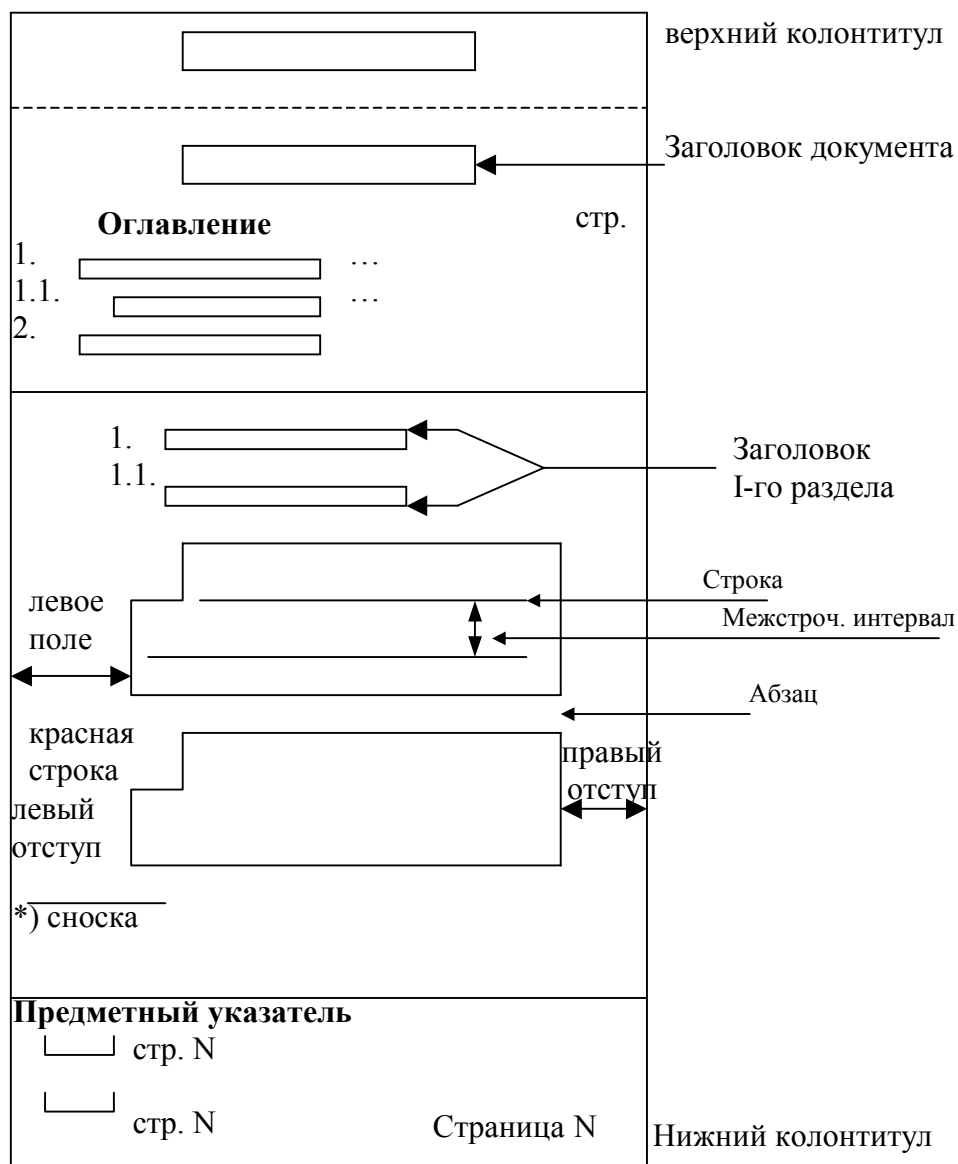 верхний колонтитул
Заголовок документа
Оглавление стр.
1. …
1.1. …
2.
1.
1.1.
Заголовок
I-го раздела
Строка
левое
поле
Межстроч. интервал
Абзац
красная
строка
правый
отступ
левый
отступ
*) сноска
Предметный указатель
стр. N
стр. N
Страница N
Нижний колонтитул